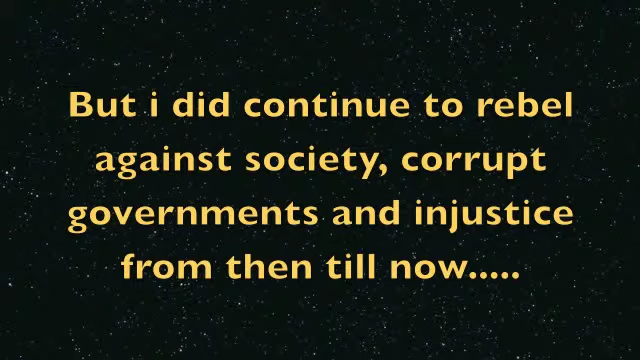 But i did continue to rebel
against society, corrupt
governments and injustice
from then till now.....